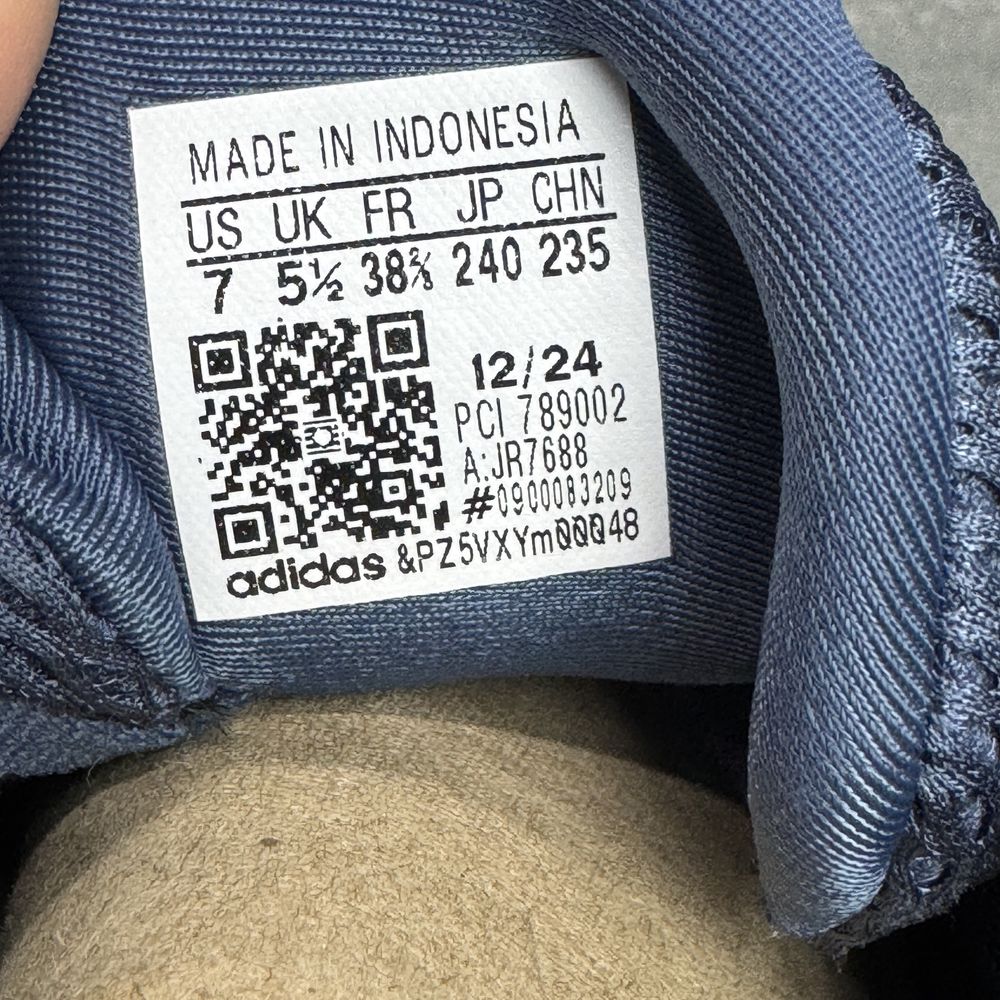 MADE IN INDONESIA
US UK FR JP CHN
7 5½ 38⅔ 240 235
12/24
PCI 789002
A:JR7688
#0900083209
adidas &PZ5VXYmQQQ48